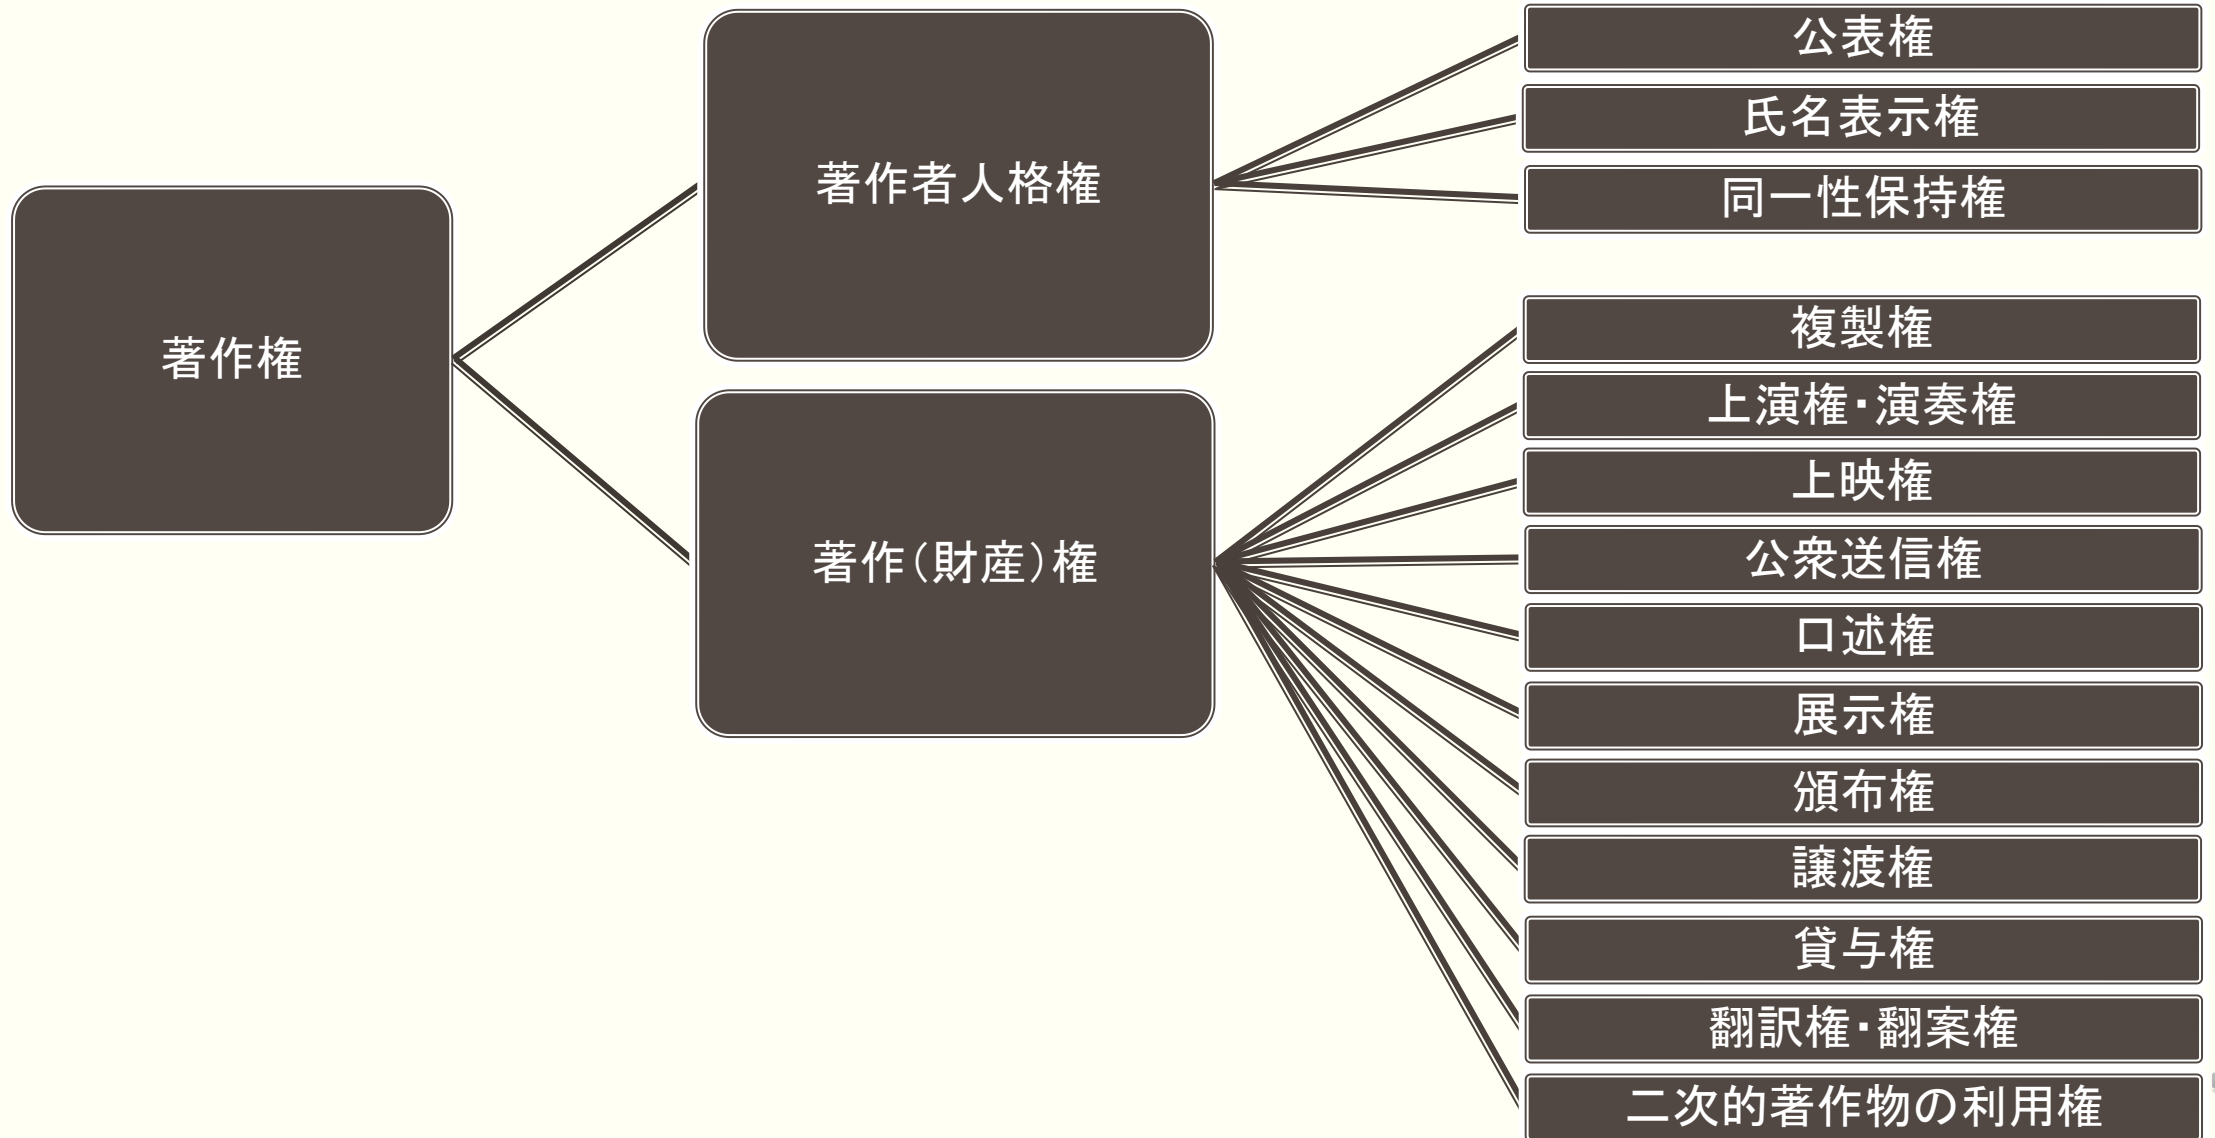 著作権
著作者人格権
公表権
氏名表示権
同一性保持権
著作（財産）権
複製権
上演権・演奏権
上映権
公衆送信権
口述権
展示権
頒布権
譲渡権
貸与権
翻訳権・翻案権
二次的著作物の利用権